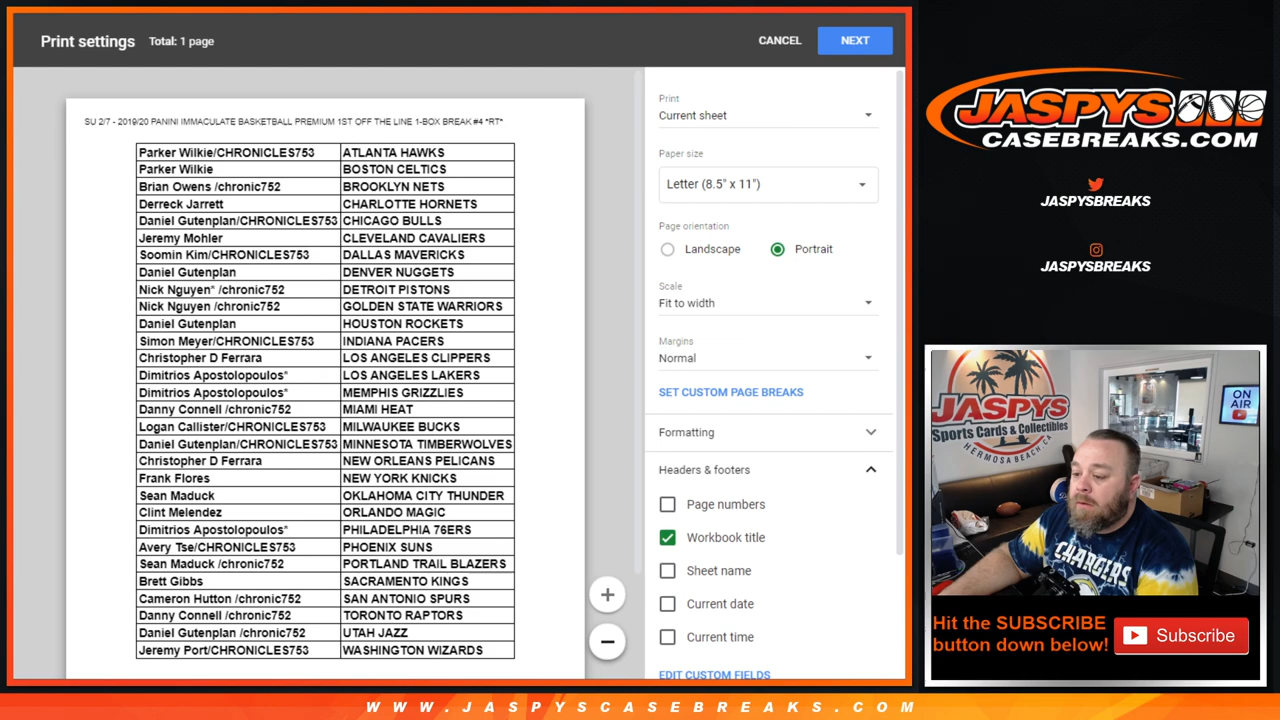 Print settings Total: 1 page
CANCEL NEXT
SU 2/7 - 2019/20 PANINI IMMACULATE BASKETBALL PREMIUM 1ST OFF THE LINE 1-BOX BREAK #4 *RT*
Parker Wilkie/CHRONICLES753 ATLANTA HAWKS
Parker Wilkie BOSTON CELTICS
Brian Owens /chronic752 BROOKLYN NETS
Derreck Jarrett CHARLOTTE HORNETS
Daniel Gutenplan/CHRONICLES753 CHICAGO BULLS
Jeremy Mohler CLEVELAND CAVALIERS
Soomin Kim/CHRONICLES753 DALLAS MAVERICKS
Daniel Gutenplan DENVER NUGGETS
Nick Nguyen* /chronic752 DETROIT PISTONS
Nick Nguyen /chronic752 GOLDEN STATE WARRIORS
Daniel Gutenplan HOUSTON ROCKETS
Simon Meyer/CHRONICLES753 INDIANA PACERS
Christopher D Ferrara LOS ANGELES CLIPPERS
Dimitrios Apostolopoulos* LOS ANGELES LAKERS
Dimitrios Apostolopoulos* MEMPHIS GRIZZLIES
Danny Connell /chronic752 MIAMI HEAT
Logan Callister/CHRONICLES753 MILWAUKEE BUCKS
Daniel Gutenplan/CHRONICLES753 MINNESOTA TIMBERWOLVES
Christopher D Ferrara NEW ORLEANS PELICANS
Frank Flores NEW YORK KNICKS
Sean Maduck OKLAHOMA CITY THUNDER
Clint Melendez ORLANDO MAGIC
Dimitrios Apostolopoulos* PHILADELPHIA 76ERS
Avery Tse/CHRONICLES753 PHOENIX SUNS
Sean Maduck /chronic752 PORTLAND TRAIL BLAZERS
Brett Gibbs SACRAMENTO KINGS
Cameron Hutton /chronic752 SAN ANTONIO SPURS
Danny Connell /chronic752 TORONTO RAPTORS
Daniel Gutenplan /chronic752 UTAH JAZZ
Jeremy Port/CHRONICLES753 WASHINGTON WIZARDS
Print
Current sheet
Paper size
Letter (8.5" x 11")
Page orientation
Landscape Portrait
Scale
Fit to width
Margins
Normal
SET CUSTOM PAGE BREAKS
Formatting
Headers & footers
Page numbers
Workbook title
Sheet name
Current date
Current time
EDIT CUSTOM FIELDS
JASPYS
CASEBREAKS.COM
JASPYSBREAKS
JASPYSBREAKS
JASPYS
Sports Cards & Collectibles
HERMOSA BEACH, CA
ON
AIR
CHARGERS
Hit the SUBSCRIBE
button down below!
Subscribe
WWW.JASPYSCASEBREAKS.COM